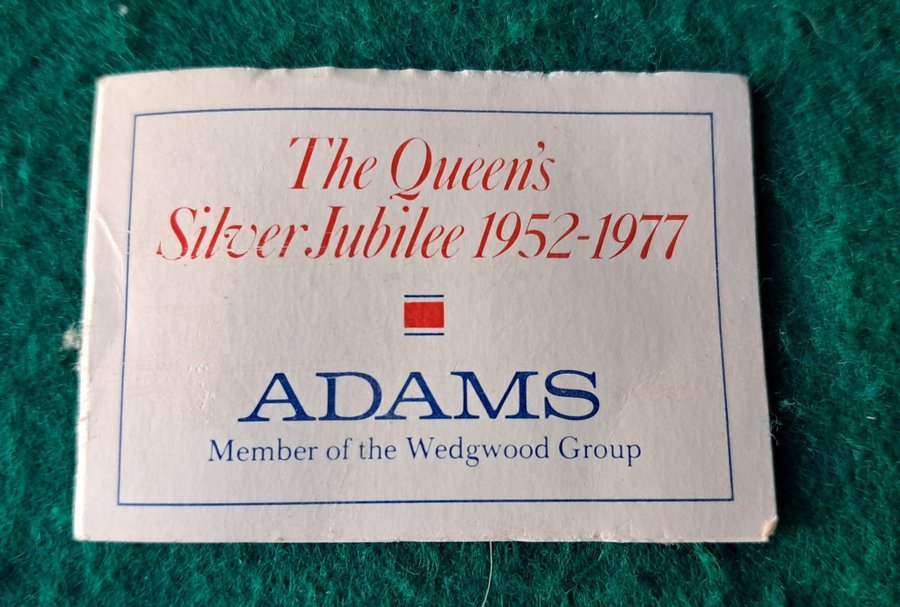 The Queen's
Silver Jubilee 1952-1977
ADAMS
Member of the Wedgwood Group